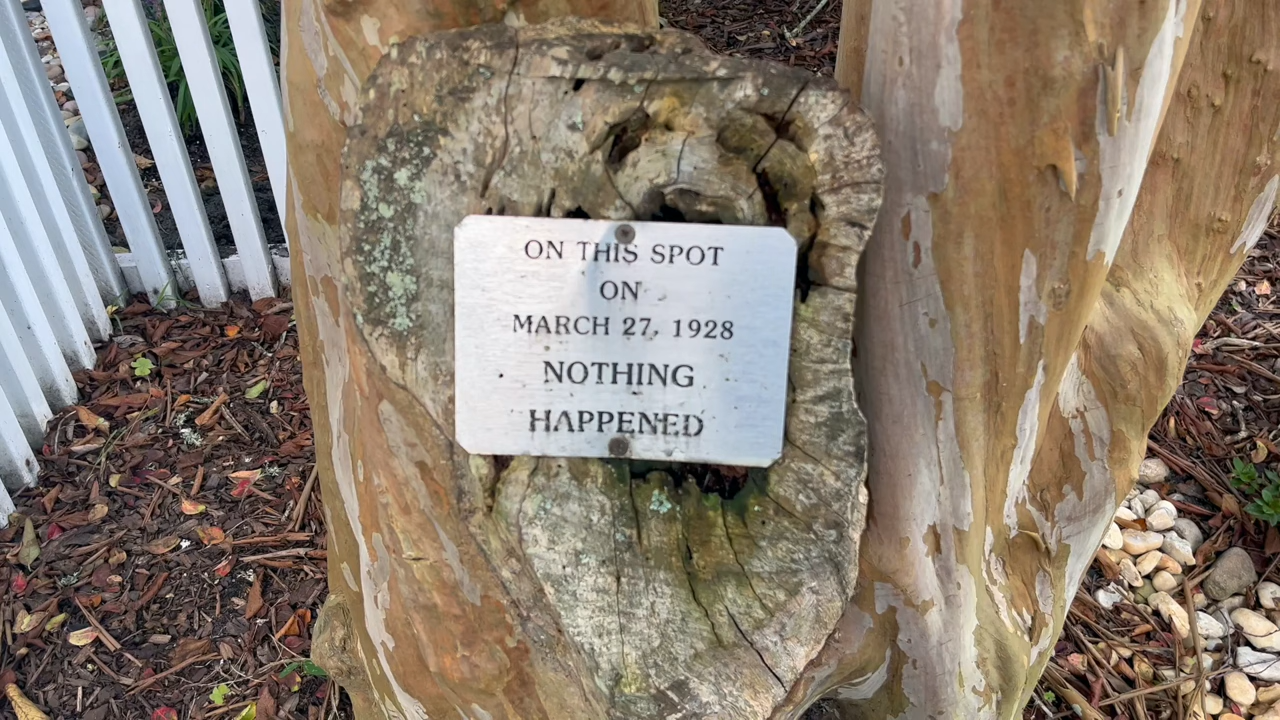 ON THIS SPOT
ON
MARCH 27, 1928
NOTHING
HAPPENED